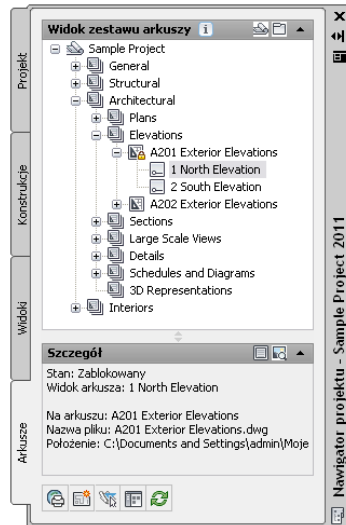 Widok zestawu arkuszy
Sample Project
General
Structural
Architectural
Plans
Elevations
A201 Exterior Elevations
1 North Elevation
2 South Elevation
A202 Exterior Elevations
Sections
Large Scale Views
Details
Schedules and Diagrams
3D Representations
Interiors
Szczegół
Stan: Zablokowany
Widok arkusza: 1 North Elevation
Na arkuszu: A201 Exterior Elevations
Nazwa pliku: A201 Exterior Elevations.dwg
Położenie: C:\Documents and Settings\admin\Moje
Projekt
Konstrukcje
Widoki
Arkusze
Nawigator projektu - Sample Project 2011